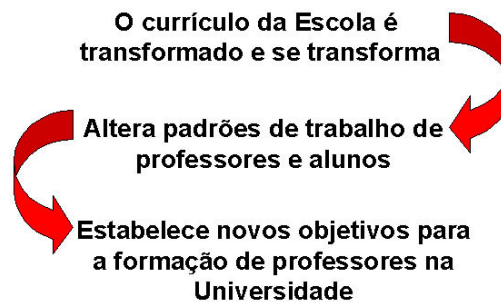 O currículo da Escola é
transformado e se transforma
Altera padrões de trabalho de
professores e alunos
Estabelece novos objetivos para
a formação de professores na
Universidade